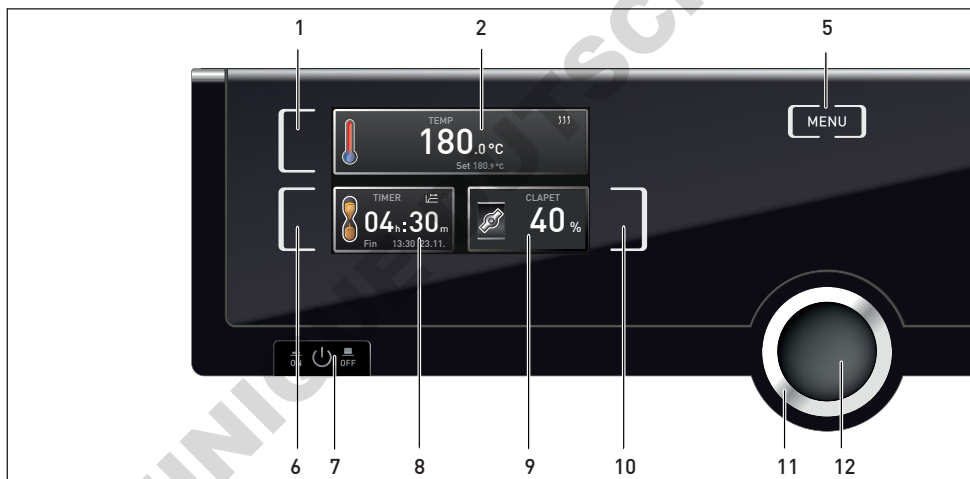 1 2 5
TEMP
180.0°C
Set 180.9°C
MENU
TIMER
04h:30m
Fin 13:30 23.11.
CLAPET
40 %
ON OFF
6 7 8 9 10 11 12